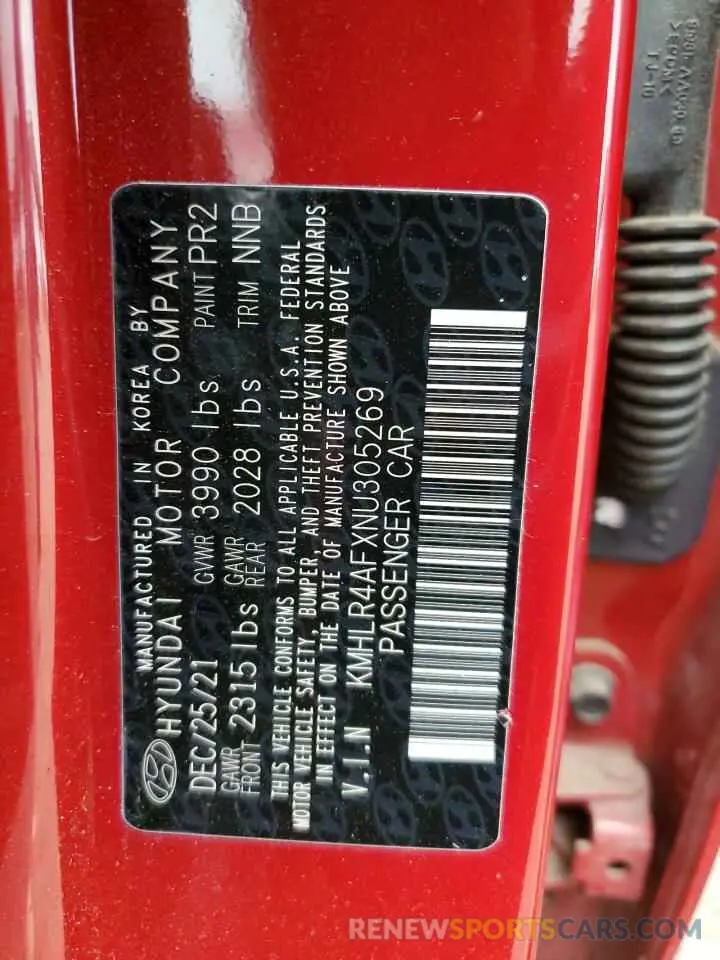 MANUFACTURED IN KOREA BY
HYUNDAI MOTOR COMPANY
DEC/25/21 GVWR 3990 lbs PAINT PR2
GAWR FRONT 2315 lbs GAWR REAR 2028 lbs TRIM NNB
THIS VEHICLE CONFORMS TO ALL APPLICABLE U.S.A. FEDERAL
MOTOR VEHICLE SAFETY, BUMPER, AND THEFT PREVENTION STANDARDS
IN EFFECT ON THE DATE OF MANUFACTURE SHOWN ABOVE
V.I.N KMHLR4AFXNU305269
PASSENGER CAR
RENEWSPORTSCARS.COM